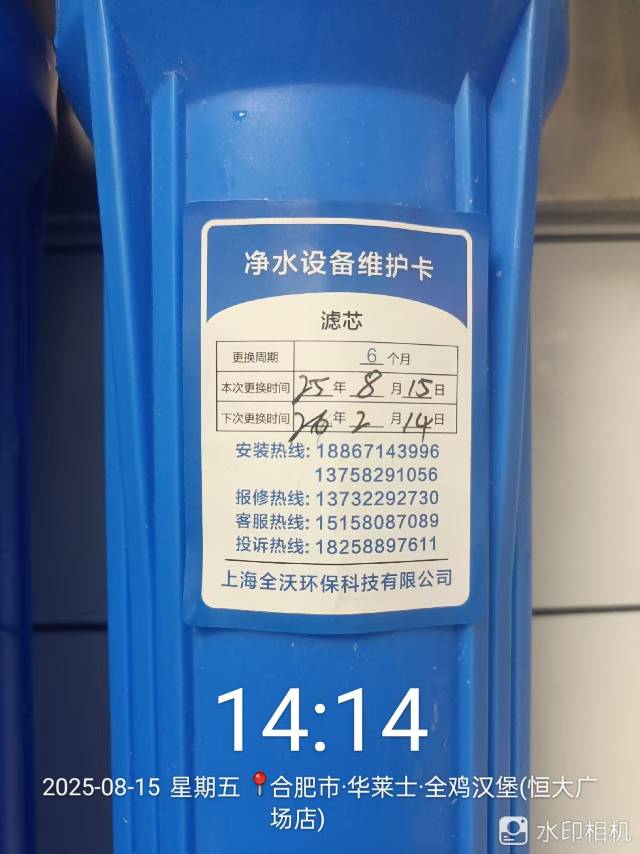 净水设备维护卡
滤芯
更换周期 6 个月
本次更换时间 25 年 8 月 15 日
下次更换时间 26 年 2 月 14 日
安装热线: 18867143996
13758291056
报修热线: 13732292730
客服热线: 15158087089
投诉热线: 18258897611
上海全沃环保科技有限公司
14:14
2025-08-15 星期五 📍合肥市·华莱士·全鸡汉堡(恒大广
场店)
水印相机